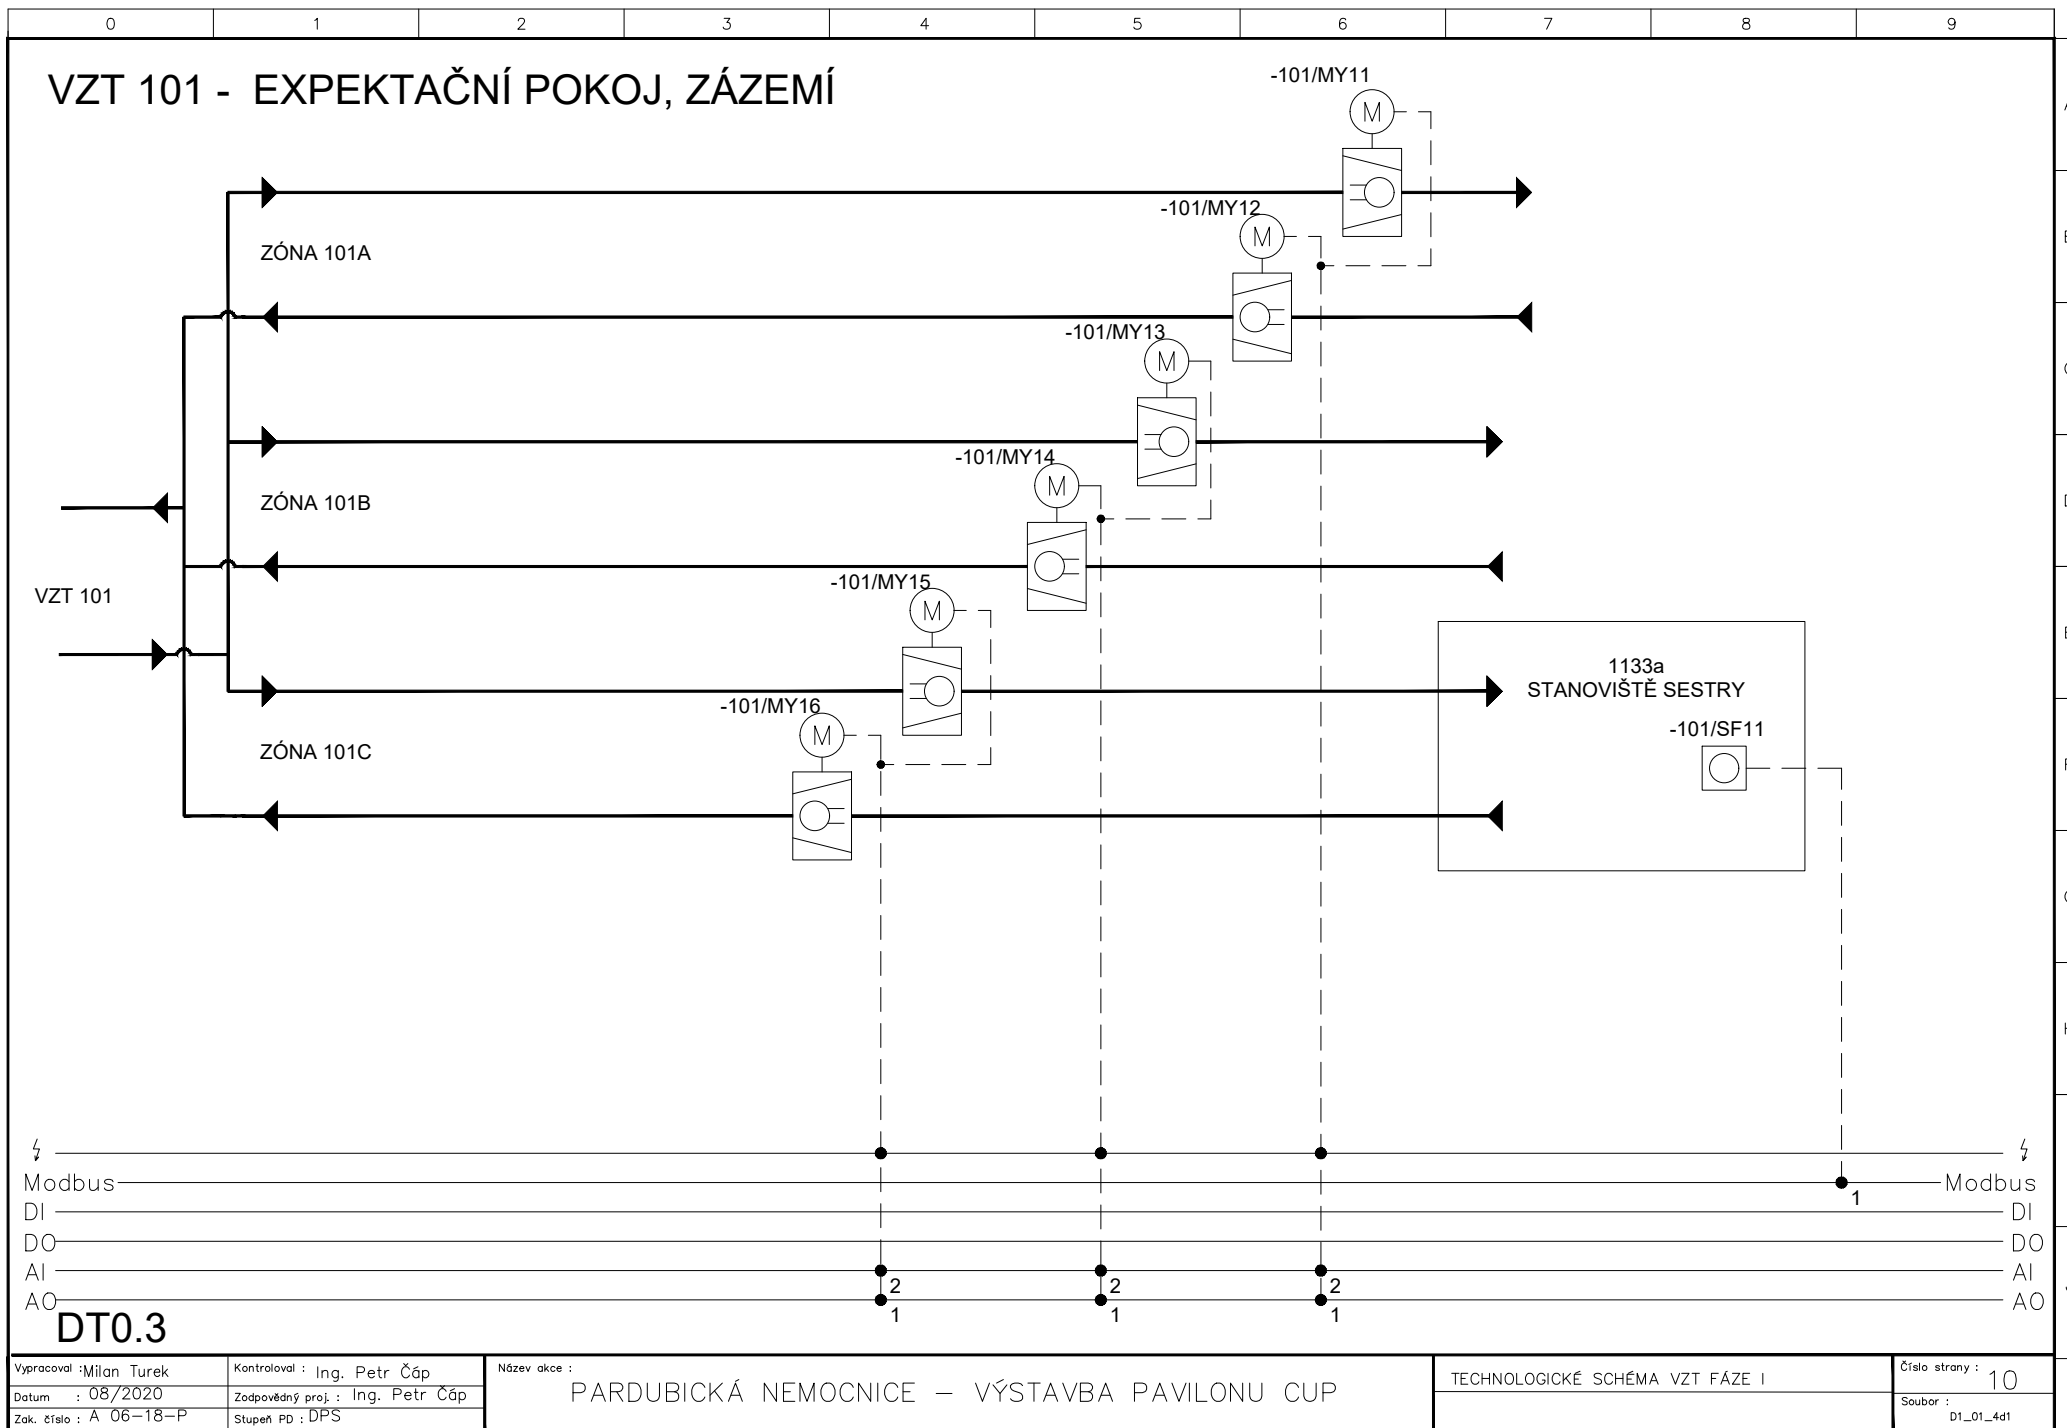 0 1 2 3 4 5 6 7 8 9
VZT 101 - EXPEKTAČNÍ POKOJ, ZÁZEMÍ
-101/MY11
M
-101/MY12
M
ZÓNA 101A
-101/MY13
M
-101/MY14
M
ZÓNA 101B
-101/MY15
M
VZT 101
1133a
STANOVIŠTĚ SESTRY
-101/MY16
M
-101/SF11
ZÓNA 101C
Modbus 1 Modbus
DI DI
DO DO
AI 2 2 2 AI
AO 1 1 1 AO
DT0.3
Vypracoval : Milan Turek
Datum : 08/2020
Zak. číslo : A 06-18-P
Kontroloval : Ing. Petr Čáp
Zodpovědný proj. : Ing. Petr Čáp
Stupeň PD : DPS
Název akce :
PARDUBICKÁ NEMOCNICE – VÝSTAVBA PAVILONU CUP
TECHNOLOGICKÉ SCHÉMA VZT FÁZE I
Číslo strany : 10
Soubor : D1_01_4d1